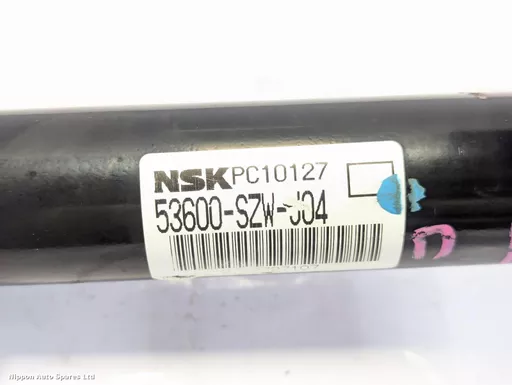 NSK PC10127
53600-SZW-J04
Nippon Auto Spares Ltd